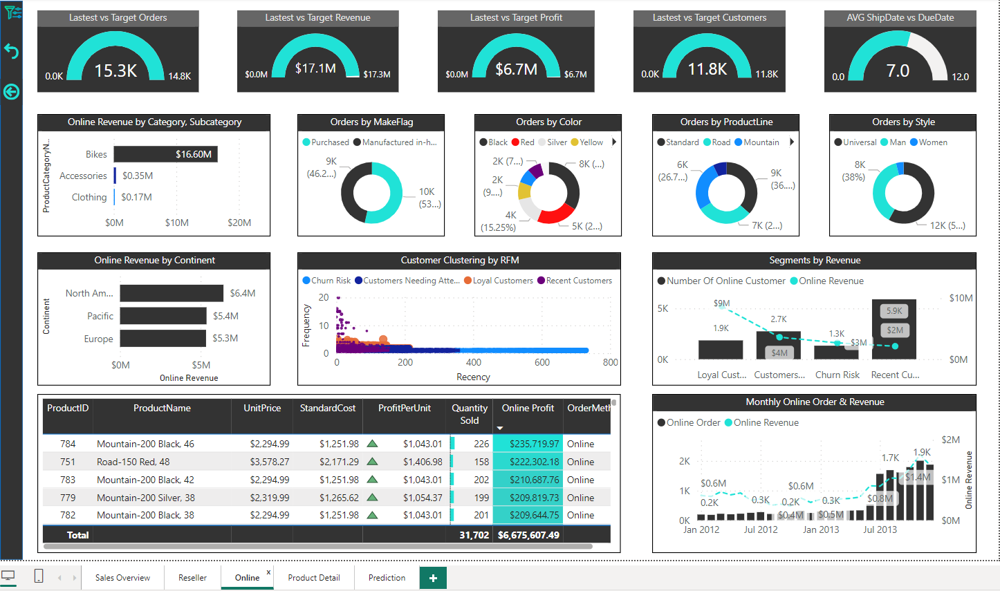 Lastest vs Target Orders
0.0K 15.3K 14.8K
Lastest vs Target Revenue
$0.0M $17.1M $17.3M
Lastest vs Target Profit
$0.0M $6.7M $6.7M
Lastest vs Target Customers
0.0K 11.8K 11.8K
AVG ShipDate vs DueDate
0.0 7.0 12.0
Online Revenue by Category, Subcategory
ProductCategoryN...
Bikes $16.60M
Accessories $0.35M
Clothing $0.17M
$0M $10M $20M
Orders by MakeFlag
Purchased Manufactured in-h...
9K
(46.2...)
10K
(53...)
Orders by Color
Black Red Silver Yellow
2K (7...)
8K (...)
2K
(9....)
4K
(15.25%)
5K (2...)
Orders by ProductLine
Standard Road Mountain
6K
(26.7...)
9K
(36....)
7K (2...)
Orders by Style
Universal Man Women
8K
(38%)
12K (5...)
Online Revenue by Continent
Continent
North Am... $6.4M
Pacific $5.4M
Europe $5.3M
$0M $5M
Online Revenue
Customer Clustering by RFM
Churn Risk Customers Needing Atte... Loyal Customers Recent Customers
Frequency
20
10
0
0 200 400 600 800
Recency
Segments by Revenue
Number Of Online Customer Online Revenue
5K
0K
$10M
$0M
$9M
1.9K
2.7K
$4M
1.3K
$3M
5.9K
$2M
Loyal Cust... Customers... Churn Risk Recent Cu...
ProductID ProductName UnitPrice StandardCost ProfitPerUnit Quantity Sold Online Profit OrderMeth
784 Mountain-200 Black, 46 $2,294.99 $1,251.98 $1,043.01 226 $235,719.97 Online
751 Road-150 Red, 48 $3,578.27 $2,171.29 $1,406.98 158 $222,302.18 Online
783 Mountain-200 Black, 42 $2,294.99 $1,251.98 $1,043.01 202 $210,687.76 Online
779 Mountain-200 Silver, 38 $2,319.99 $1,265.62 $1,054.37 199 $209,819.73 Online
782 Mountain-200 Black, 38 $2,294.99 $1,251.98 $1,043.01 201 $209,644.75 Online
Total 31,702 $6,675,607.49
Monthly Online Order & Revenue
Online Order Online Revenue
2K
1K
0K
$2M
$1M
$0M
Online Revenue
$0.6M
0.2K
0.3K
$0.6M
0.2K
$0.4M
0.3K
$0.5M
$0.8M
1.7K
1.9K
$1.4M
Jan 2012 Jul 2012 Jan 2013 Jul 2013
Sales Overview Reseller Online x Product Detail Prediction +